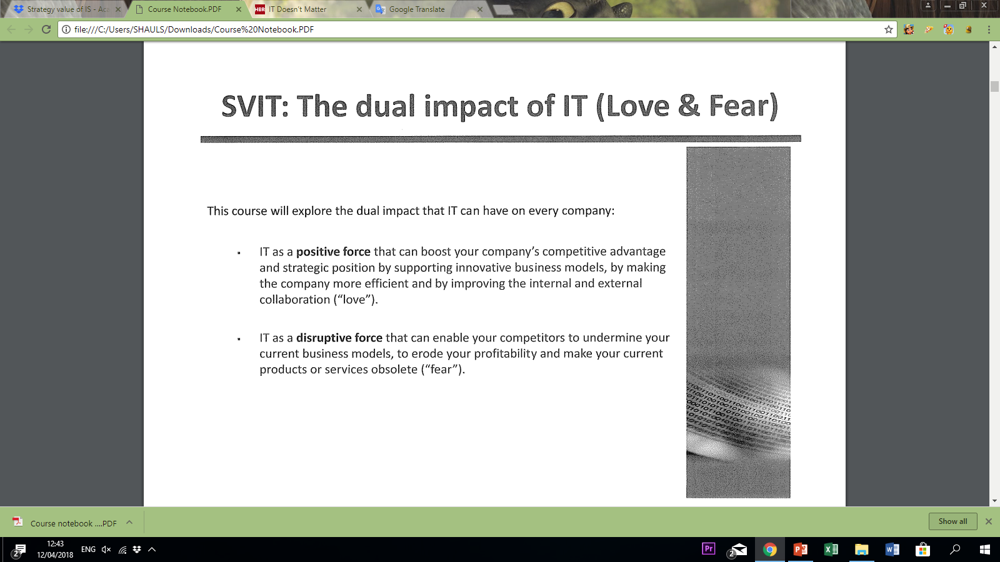 Strategy value of IS - Aca
Course Notebook.PDF
HBR IT Doesn't Matter
Google Translate
file:///C:/Users/SHAULS/Downloads/Course%20Notebook.PDF
SVIT: The dual impact of IT (Love & Fear)
This course will explore the dual impact that IT can have on every company:
▪ IT as a positive force that can boost your company's competitive advantage
and strategic position by supporting innovative business models, by making
the company more efficient and by improving the internal and external
collaboration (“love”).
▪ IT as a disruptive force that can enable your competitors to undermine your
current business models, to erode your profitability and make your current
products or services obsolete (“fear”).
Course notebook ....PDF
Show all
2
12:43
12/04/2018
ENG
Pr
2